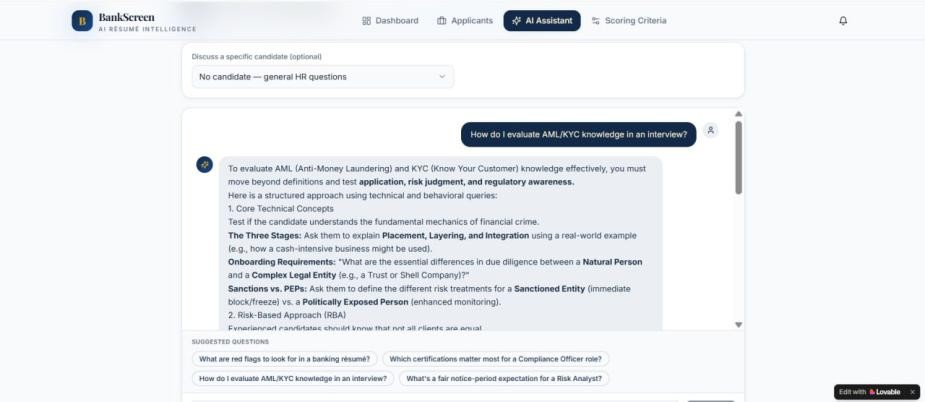 B BankScreen
AI RÉSUMÉ INTELLIGENCE
Dashboard
Applicants
AI Assistant
Scoring Criteria
Discuss a specific candidate (optional)
No candidate — general HR questions
How do I evaluate AML/KYC knowledge in an interview?
To evaluate AML (Anti-Money Laundering) and KYC (Know Your Customer) knowledge effectively, you must
move beyond definitions and test application, risk judgment, and regulatory awareness.
Here is a structured approach using technical and behavioral queries:
1. Core Technical Concepts
Test if the candidate understands the fundamental mechanics of financial crime.
The Three Stages: Ask them to explain Placement, Layering, and Integration using a real-world example
(e.g., how a cash-intensive business might be used).
Onboarding Requirements: "What are the essential differences in due diligence between a Natural Person
and a Complex Legal Entity (e.g., a Trust or Shell Company)?"
Sanctions vs. PEPs: Ask them to define the different risk treatments for a Sanctioned Entity (immediate
block/freeze) vs. a Politically Exposed Person (enhanced monitoring).
2. Risk-Based Approach (RBA)
Experienced candidates should know that not all clients are equal.
SUGGESTED QUESTIONS
What are red flags to look for in a banking résumé?
Which certifications matter most for a Compliance Officer role?
How do I evaluate AML/KYC knowledge in an interview?
What's a fair notice-period expectation for a Risk Analyst?
Edit with Lovable ×